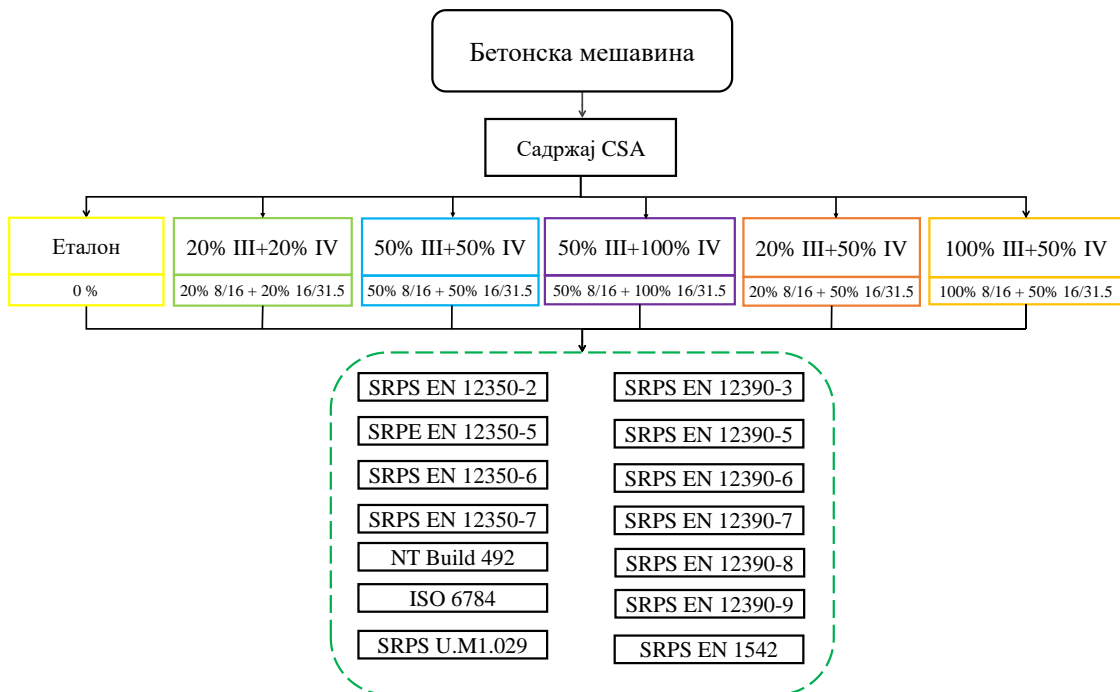 Бетонска мешавина
Садржај CSA
Еталон
0 %
20% III+20% IV
20% 8/16 + 20% 16/31.5
50% III+50% IV
50% 8/16 + 50% 16/31.5
50% III+100% IV
50% 8/16 + 100% 16/31.5
20% III+50% IV
20% 8/16 + 50% 16/31.5
100% III+50% IV
100% 8/16 + 50% 16/31.5
SRPS EN 12350-2
SRPE EN 12350-5
SRPS EN 12350-6
SRPS EN 12350-7
NT Build 492
ISO 6784
SRPS U.M1.029
SRPS EN 12390-3
SRPS EN 12390-5
SRPS EN 12390-6
SRPS EN 12390-7
SRPS EN 12390-8
SRPS EN 12390-9
SRPS EN 1542